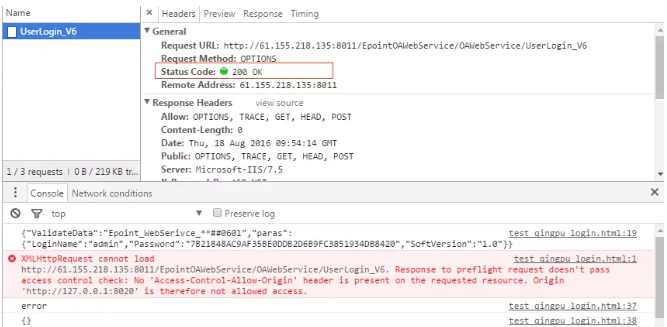 Name
× Headers Preview Response Timing
UserLogin_V6
▼ General
Request URL: http://61.155.218.135:8011/EpointOAWebService/OAWebService/UserLogin_V6
Request Method: OPTIONS
Status Code: 200 OK
Remote Address: 61.155.218.135:8011
▼ Response Headers view source
Allow: OPTIONS, TRACE, GET, HEAD, POST
Content-Length: 0
Date: Thu, 18 Aug 2016 09:54:14 GMT
Public: OPTIONS, TRACE, GET, HEAD, POST
Server: Microsoft-IIS/7.5
1 / 3 requests | 0 B / 219 KB tr...
Console Network conditions ×
top ▼ Preserve log
{"ValidateData":"Epoint_WebSerivce_**##0601","paras": test_qingpu_login.html:19
{"LoginName":"admin","Password":"7B21848AC9AF35BE0DDB2D6B9FC3851934DB8420","SoftVersion":"1.0"}}
XMLHttpRequest cannot load test_qingpu_login.html:1
http://61.155.218.135:8011/EpointOAWebService/OAWebService/UserLogin_V6. Response to preflight request doesn't pass
access control check: No 'Access-Control-Allow-Origin' header is present on the requested resource. Origin
'http://127.0.0.1:8020' is therefore not allowed access.
error test_qingpu_login.html:37
{} test_qingpu_login.html:38